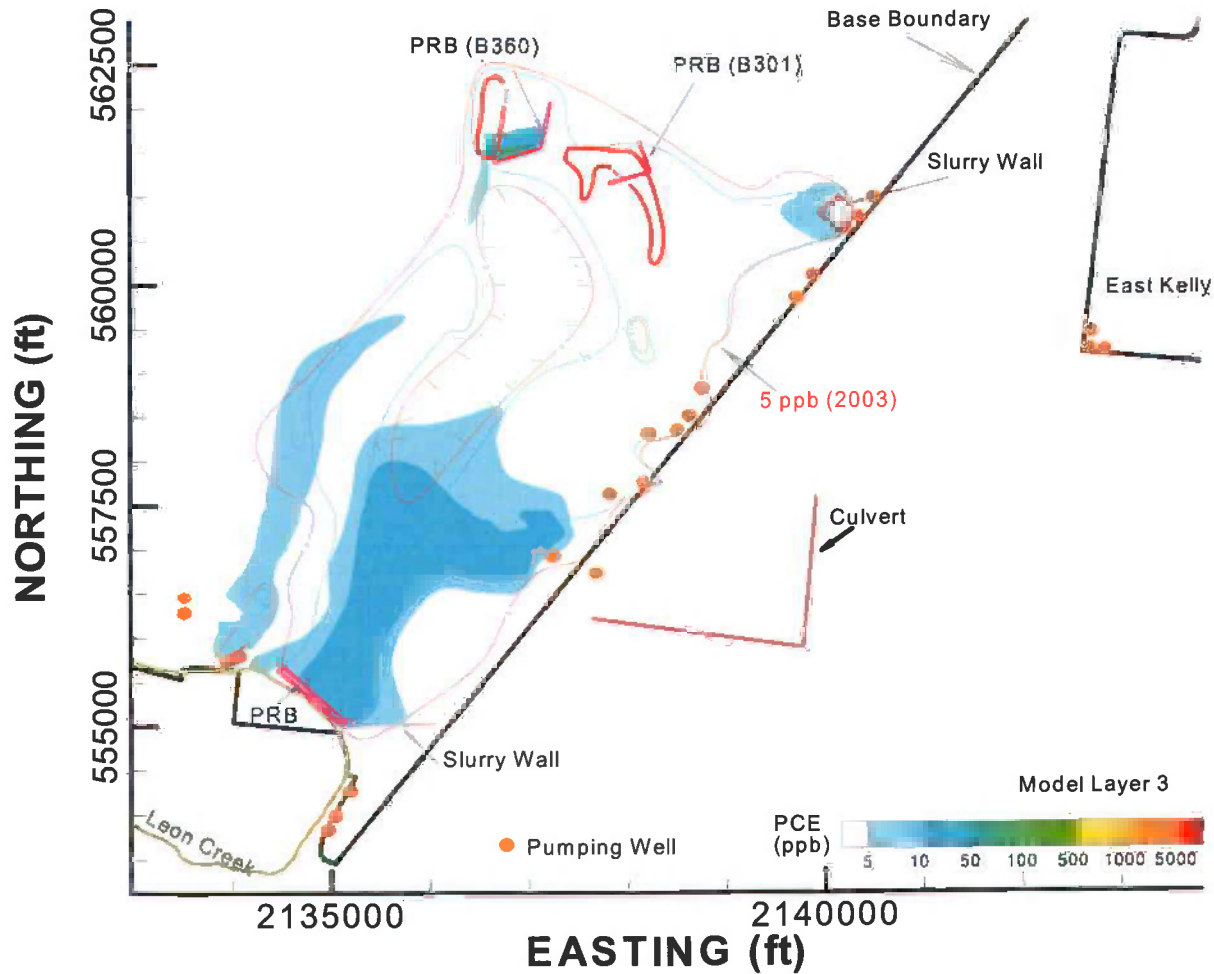 PRB (B360)
PRB (B301)
Base Boundary
Slurry Wall
East Kelly
5 ppb (2003)
Culvert
PRB
Slurry Wall
Leon Creek
Pumping Well
Model Layer 3
PCE
(ppb)
5 10 50 100 500 1000 5000
562500
560000
557500
555000
NORTHING (ft)
2135000
2140000
EASTING (ft)